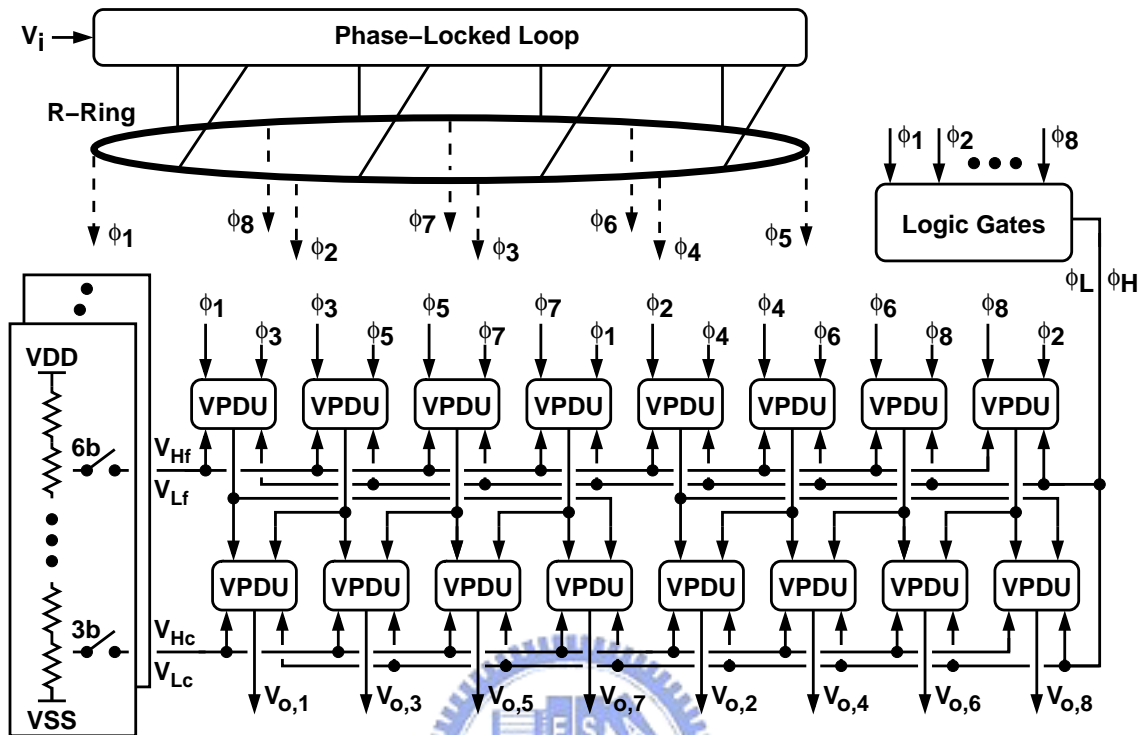 Vi
Phase–Locked Loop
R–Ring
ϕ1
ϕ8
ϕ2
ϕ7
ϕ3
ϕ6
ϕ4
ϕ5
ϕ1
ϕ2
ϕ8
Logic Gates
ϕL ϕH
ϕ1 ϕ3 ϕ3 ϕ5 ϕ5 ϕ7 ϕ7 ϕ1 ϕ2 ϕ4 ϕ4 ϕ6 ϕ6 ϕ8 ϕ8 ϕ2
VDD
VPDU VPDU VPDU VPDU VPDU VPDU VPDU VPDU
6b
VHf
VLf
VPDU VPDU VPDU VPDU VPDU VPDU VPDU VPDU
3b
VHc
VLc
VSS
Vo,1 Vo,3 Vo,5 Vo,7 Vo,2 Vo,4 Vo,6 Vo,8
E S